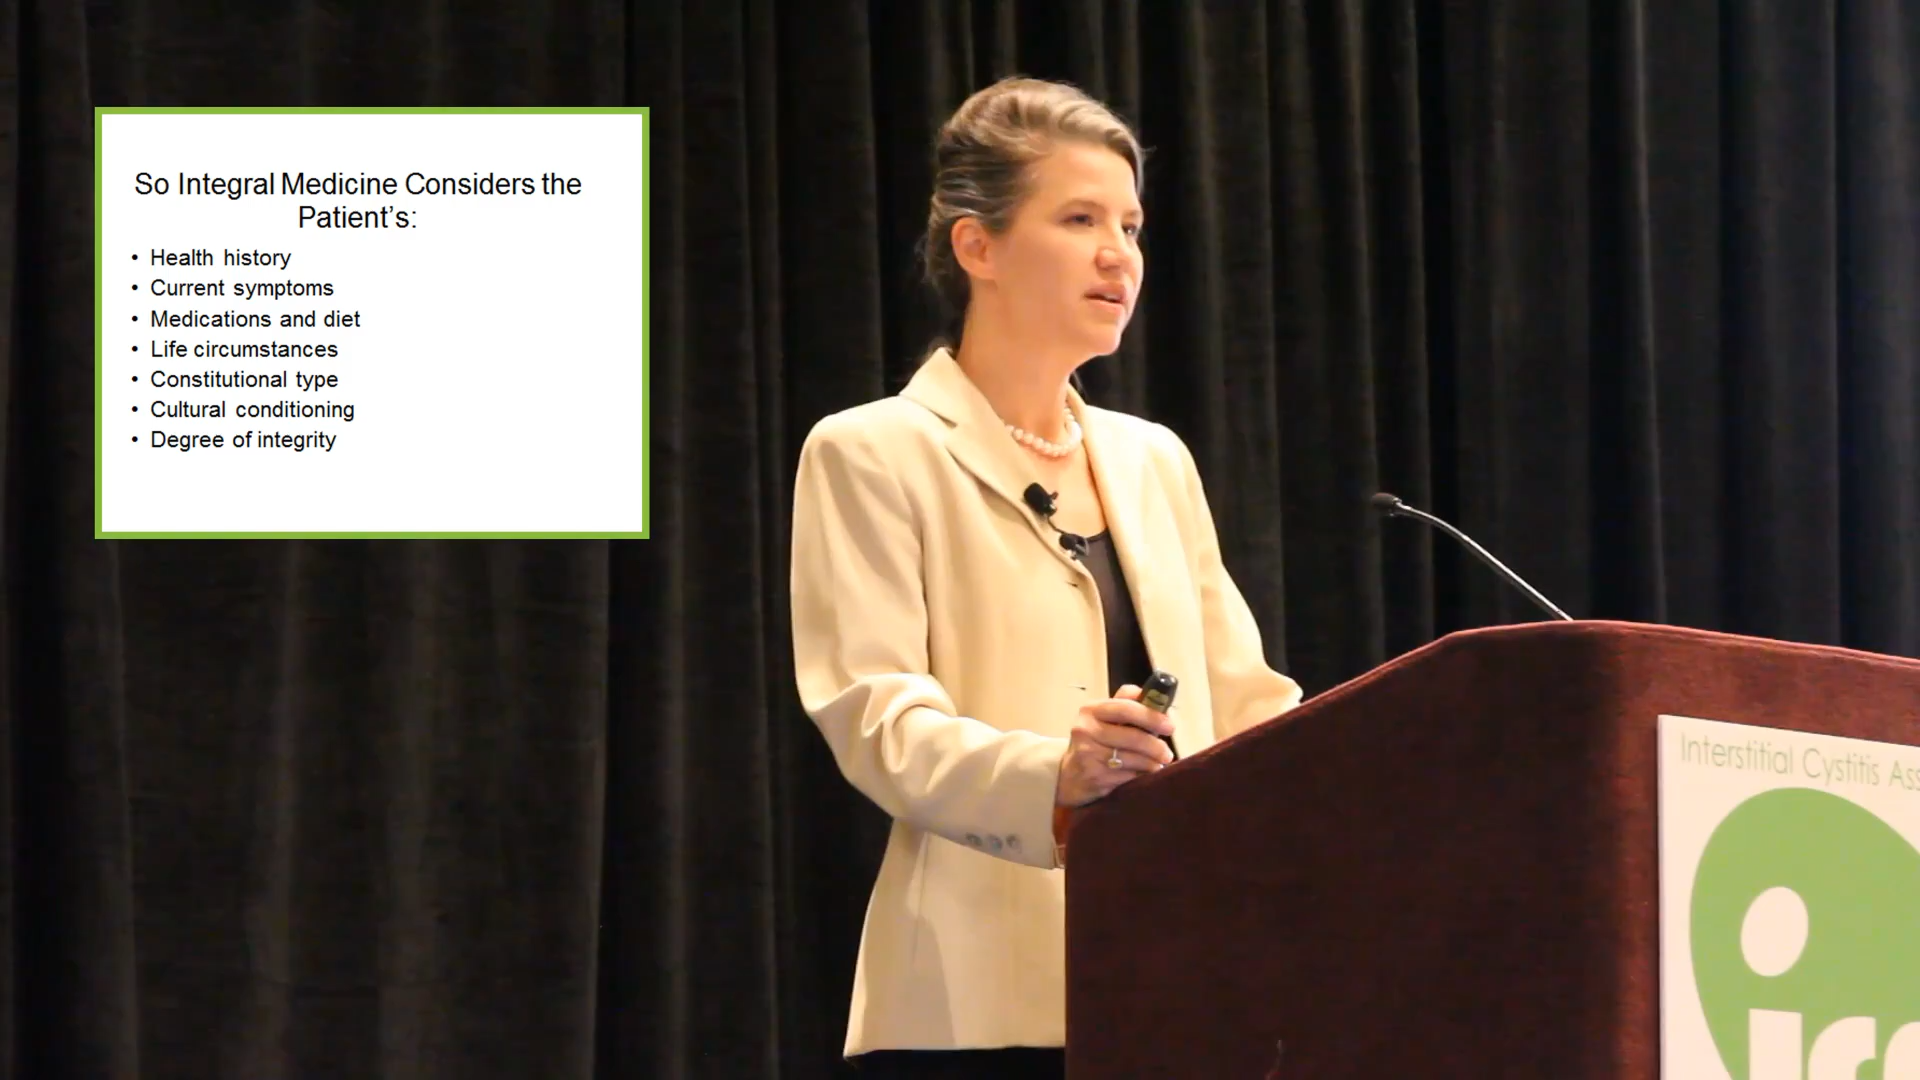 So Integral Medicine Considers the
Patient's:
• Health history
• Current symptoms
• Medications and diet
• Life circumstances
• Constitutional type
• Cultural conditioning
• Degree of integrity
Interstitial Cystitis